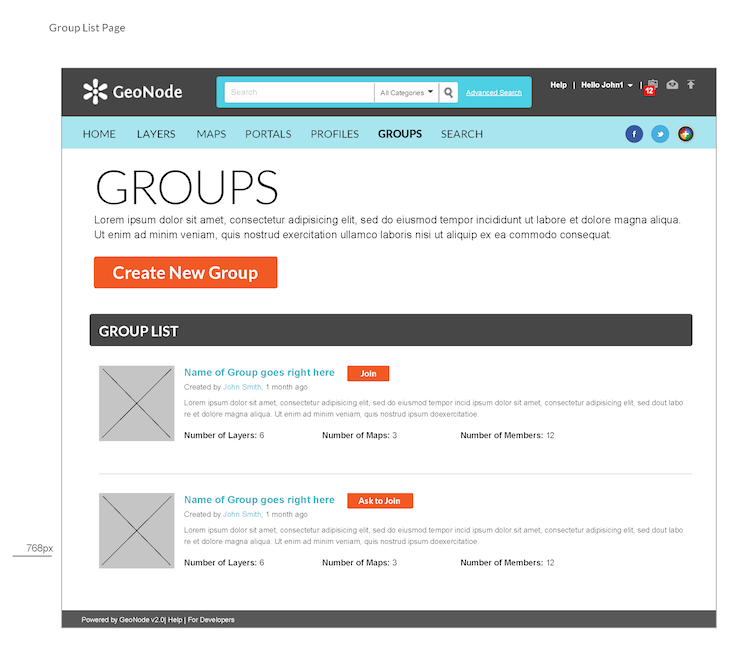 Group List Page
GeoNode
Search
All Categories
Advanced Search
Help | Hello John! |
12
HOME LAYERS MAPS PORTALS PROFILES GROUPS SEARCH
f
GROUPS
Lorem ipsum dolor sit amet, consectetur adipisicing elit, sed do eiusmod tempor incididunt ut labore et dolore magna aliqua.
Ut enim ad minim veniam, quis nostrud exercitation ullamco laboris nisi ut aliquip ex ea commodo consequat.
Create New Group
GROUP LIST
Name of Group goes right here Join
Created by John Smith, 1 month ago
Lorem ipsum dolor sit amet, consectetur adipisicing elit, sed do eiusmod tempor incid ipsum dolor sit amet, consectetur adipisicing elit, sed dout labo
re et dolore magna aliqua. Ut enim ad minim veniam, quis nostrud ipsum doexercitatioe.
Number of Layers: 6 Number of Maps: 3 Number of Members: 12
Name of Group goes right here Ask to Join
Created by John Smith, 1 month ago
Lorem ipsum dolor sit amet, consectetur adipisicing elit, sed do eiusmod tempor incid ipsum dolor sit amet, consectetur adipisicing elit, sed dout labo
re et dolore magna aliqua. Ut enim ad minim veniam, quis nostrud ipsum doexercitatioe.
Number of Layers: 6 Number of Maps: 3 Number of Members: 12
768px
Powered by GeoNode v2.0| Help | For Developers